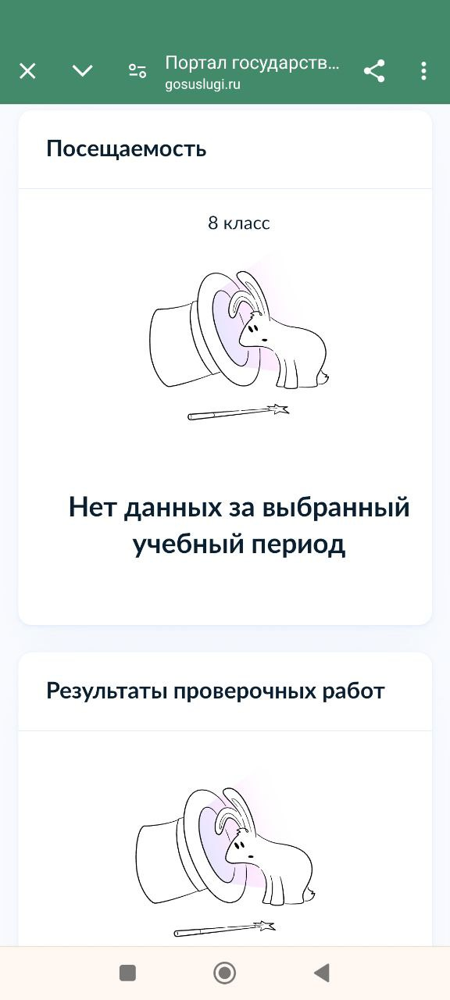 Портал государств...
gosuslugi.ru
Посещаемость
8 класс
Нет данных за выбранный
учебный период
Результаты проверочных работ